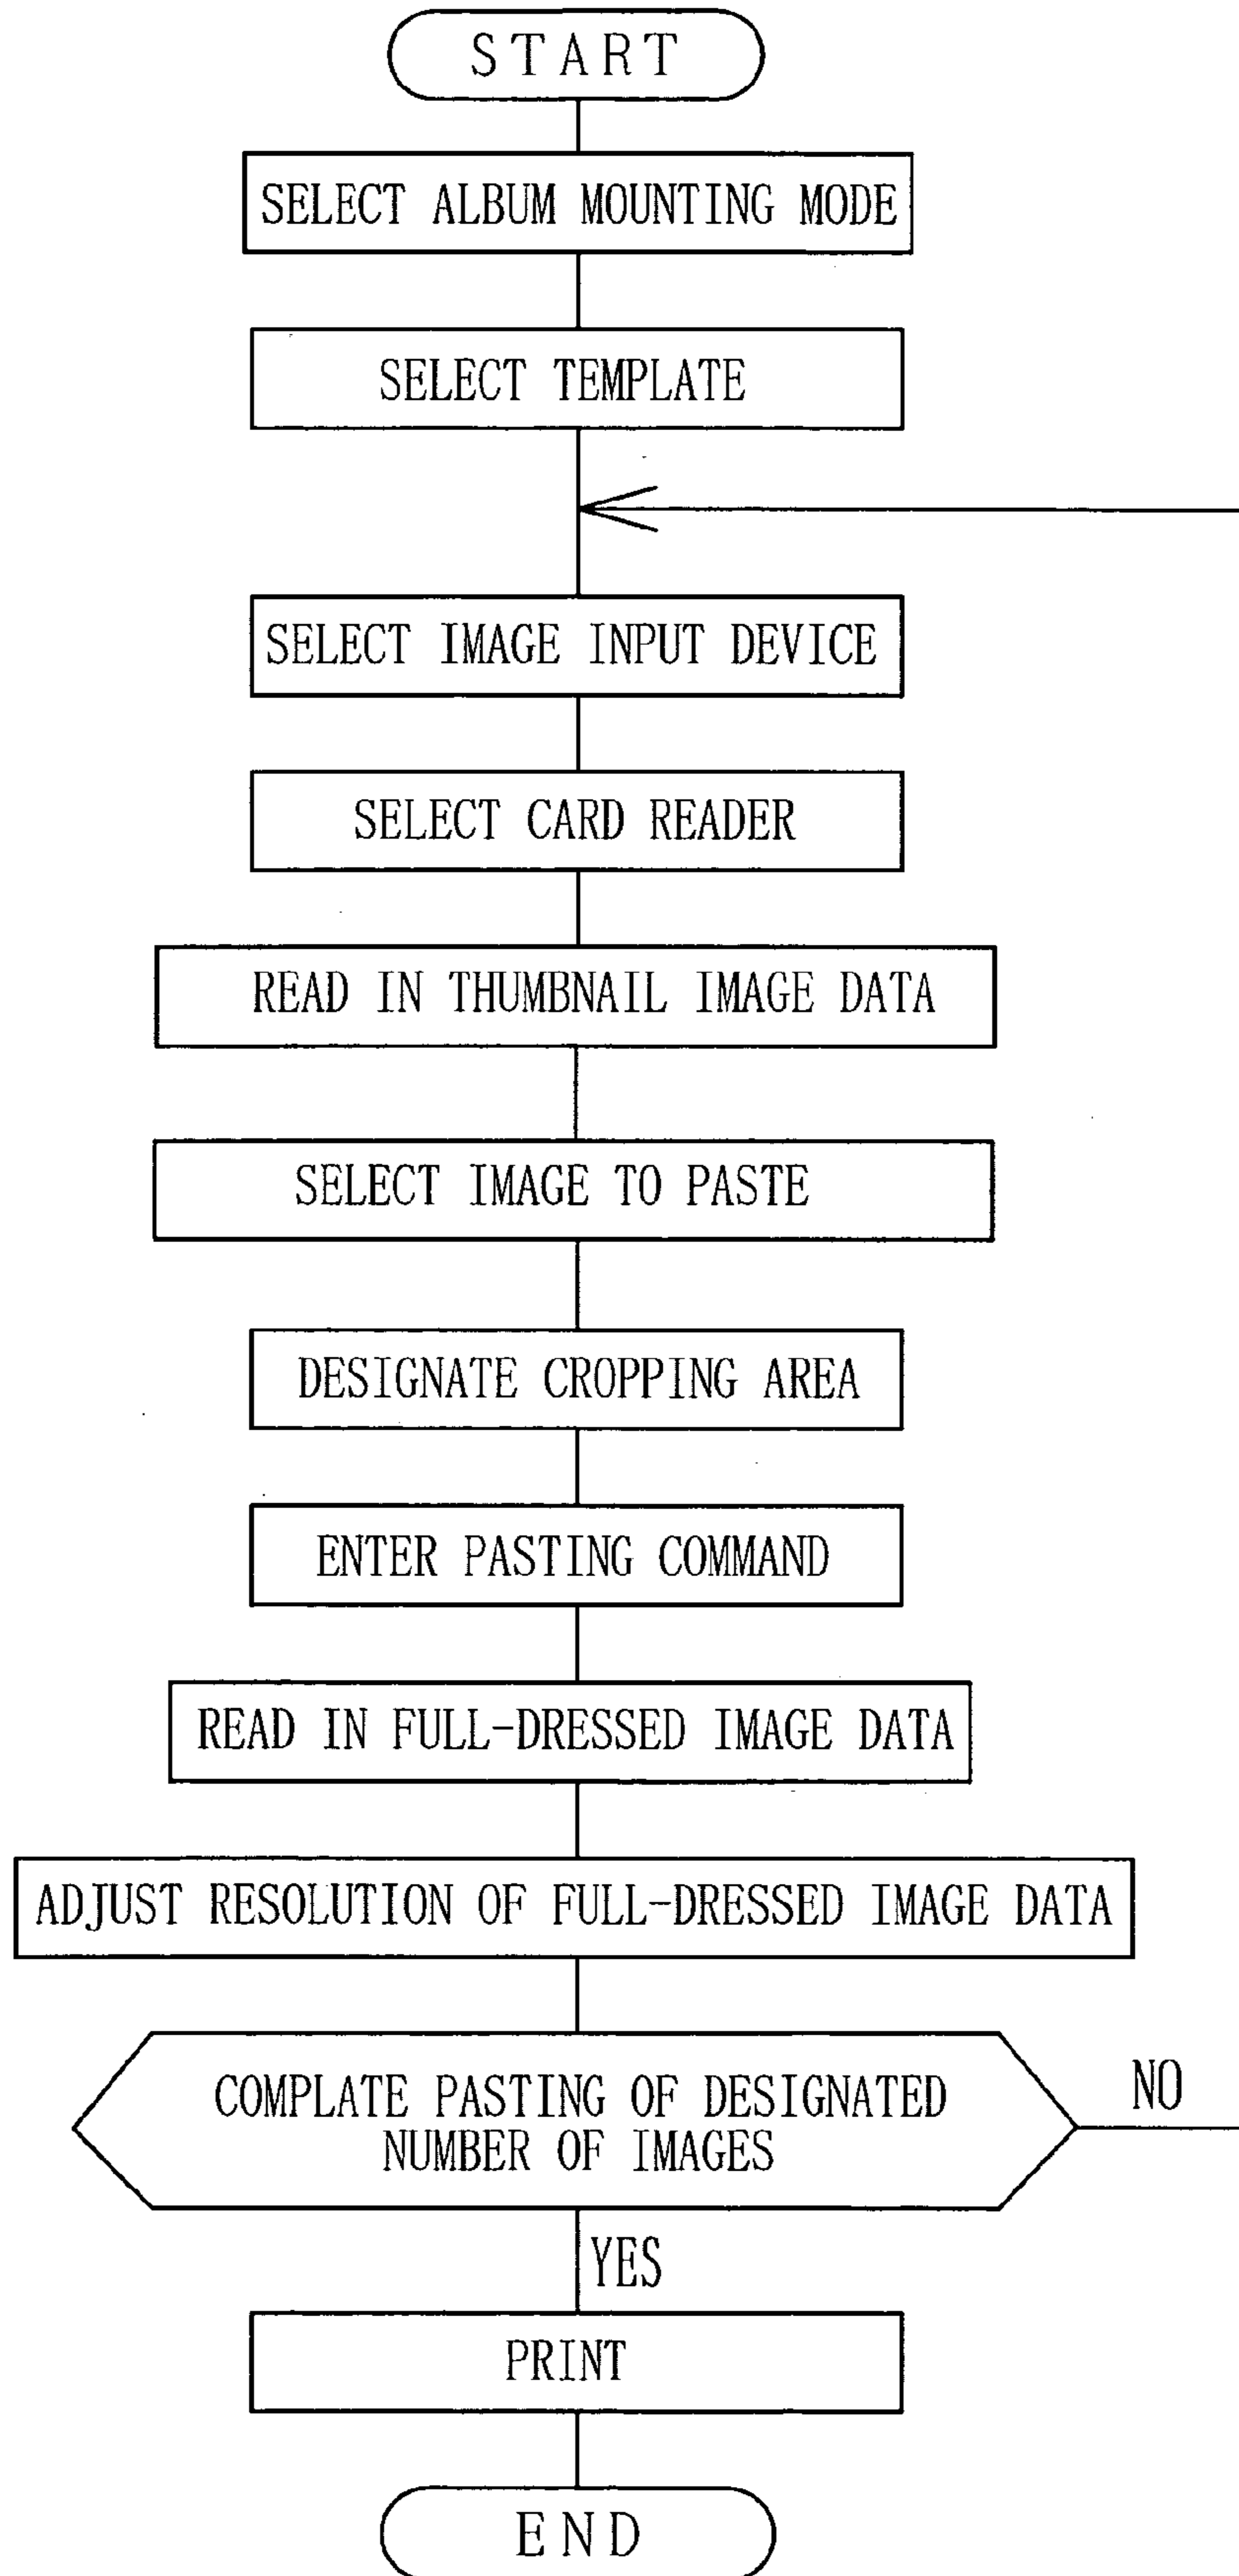 START
SELECT ALBUM MOUNTING MODE
SELECT TEMPLATE
SELECT IMAGE INPUT DEVICE
SELECT CARD READER
READ IN THUMBNAIL IMAGE DATA
SELECT IMAGE TO PASTE
DESIGNATE CROPPING AREA
ENTER PASTING COMMAND
READ IN FULL-DRESSED IMAGE DATA
ADJUST RESOLUTION OF FULL-DRESSED IMAGE DATA
NO
COMPLATE PASTING OF DESIGNATED
NUMBER OF IMAGES
YES
PRINT
END